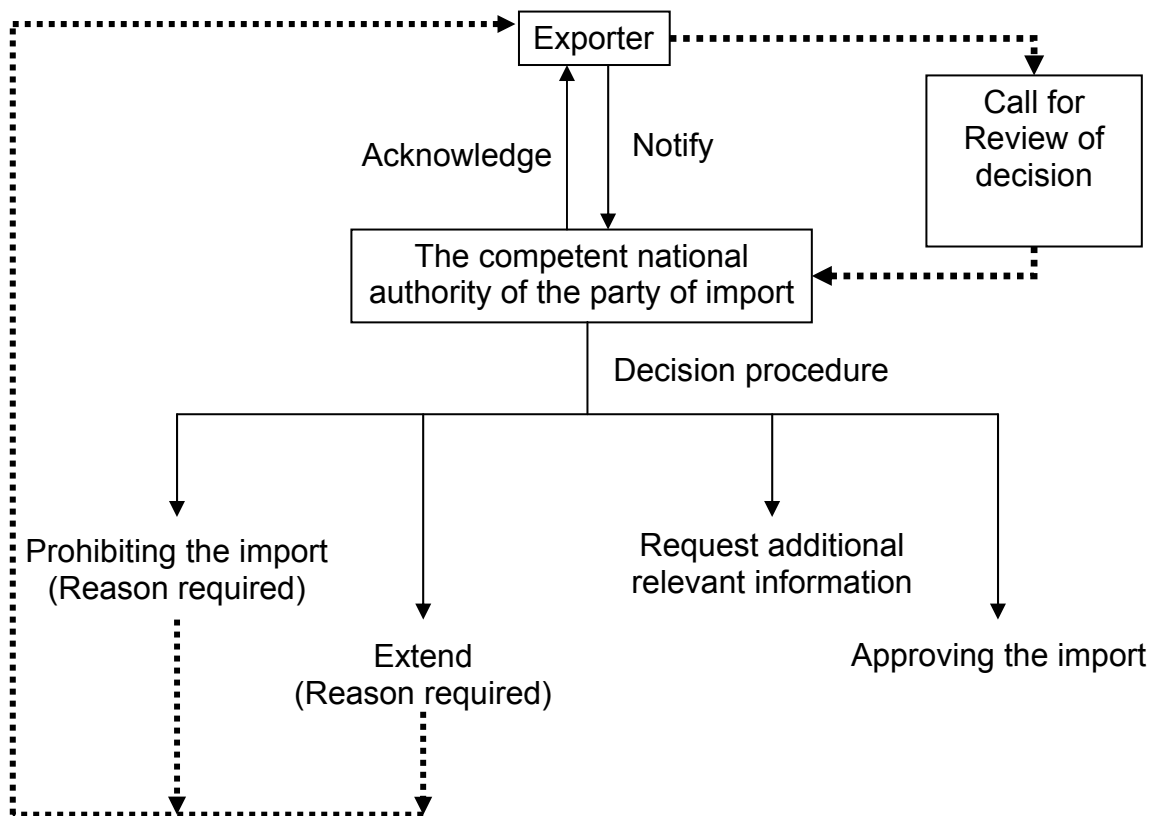 Exporter
Call for
Review of
decision
Acknowledge
Notify
The competent national
authority of the party of import
Decision procedure
Prohibiting the import
(Reason required)
Request additional
relevant information
Extend
(Reason required)
Approving the import